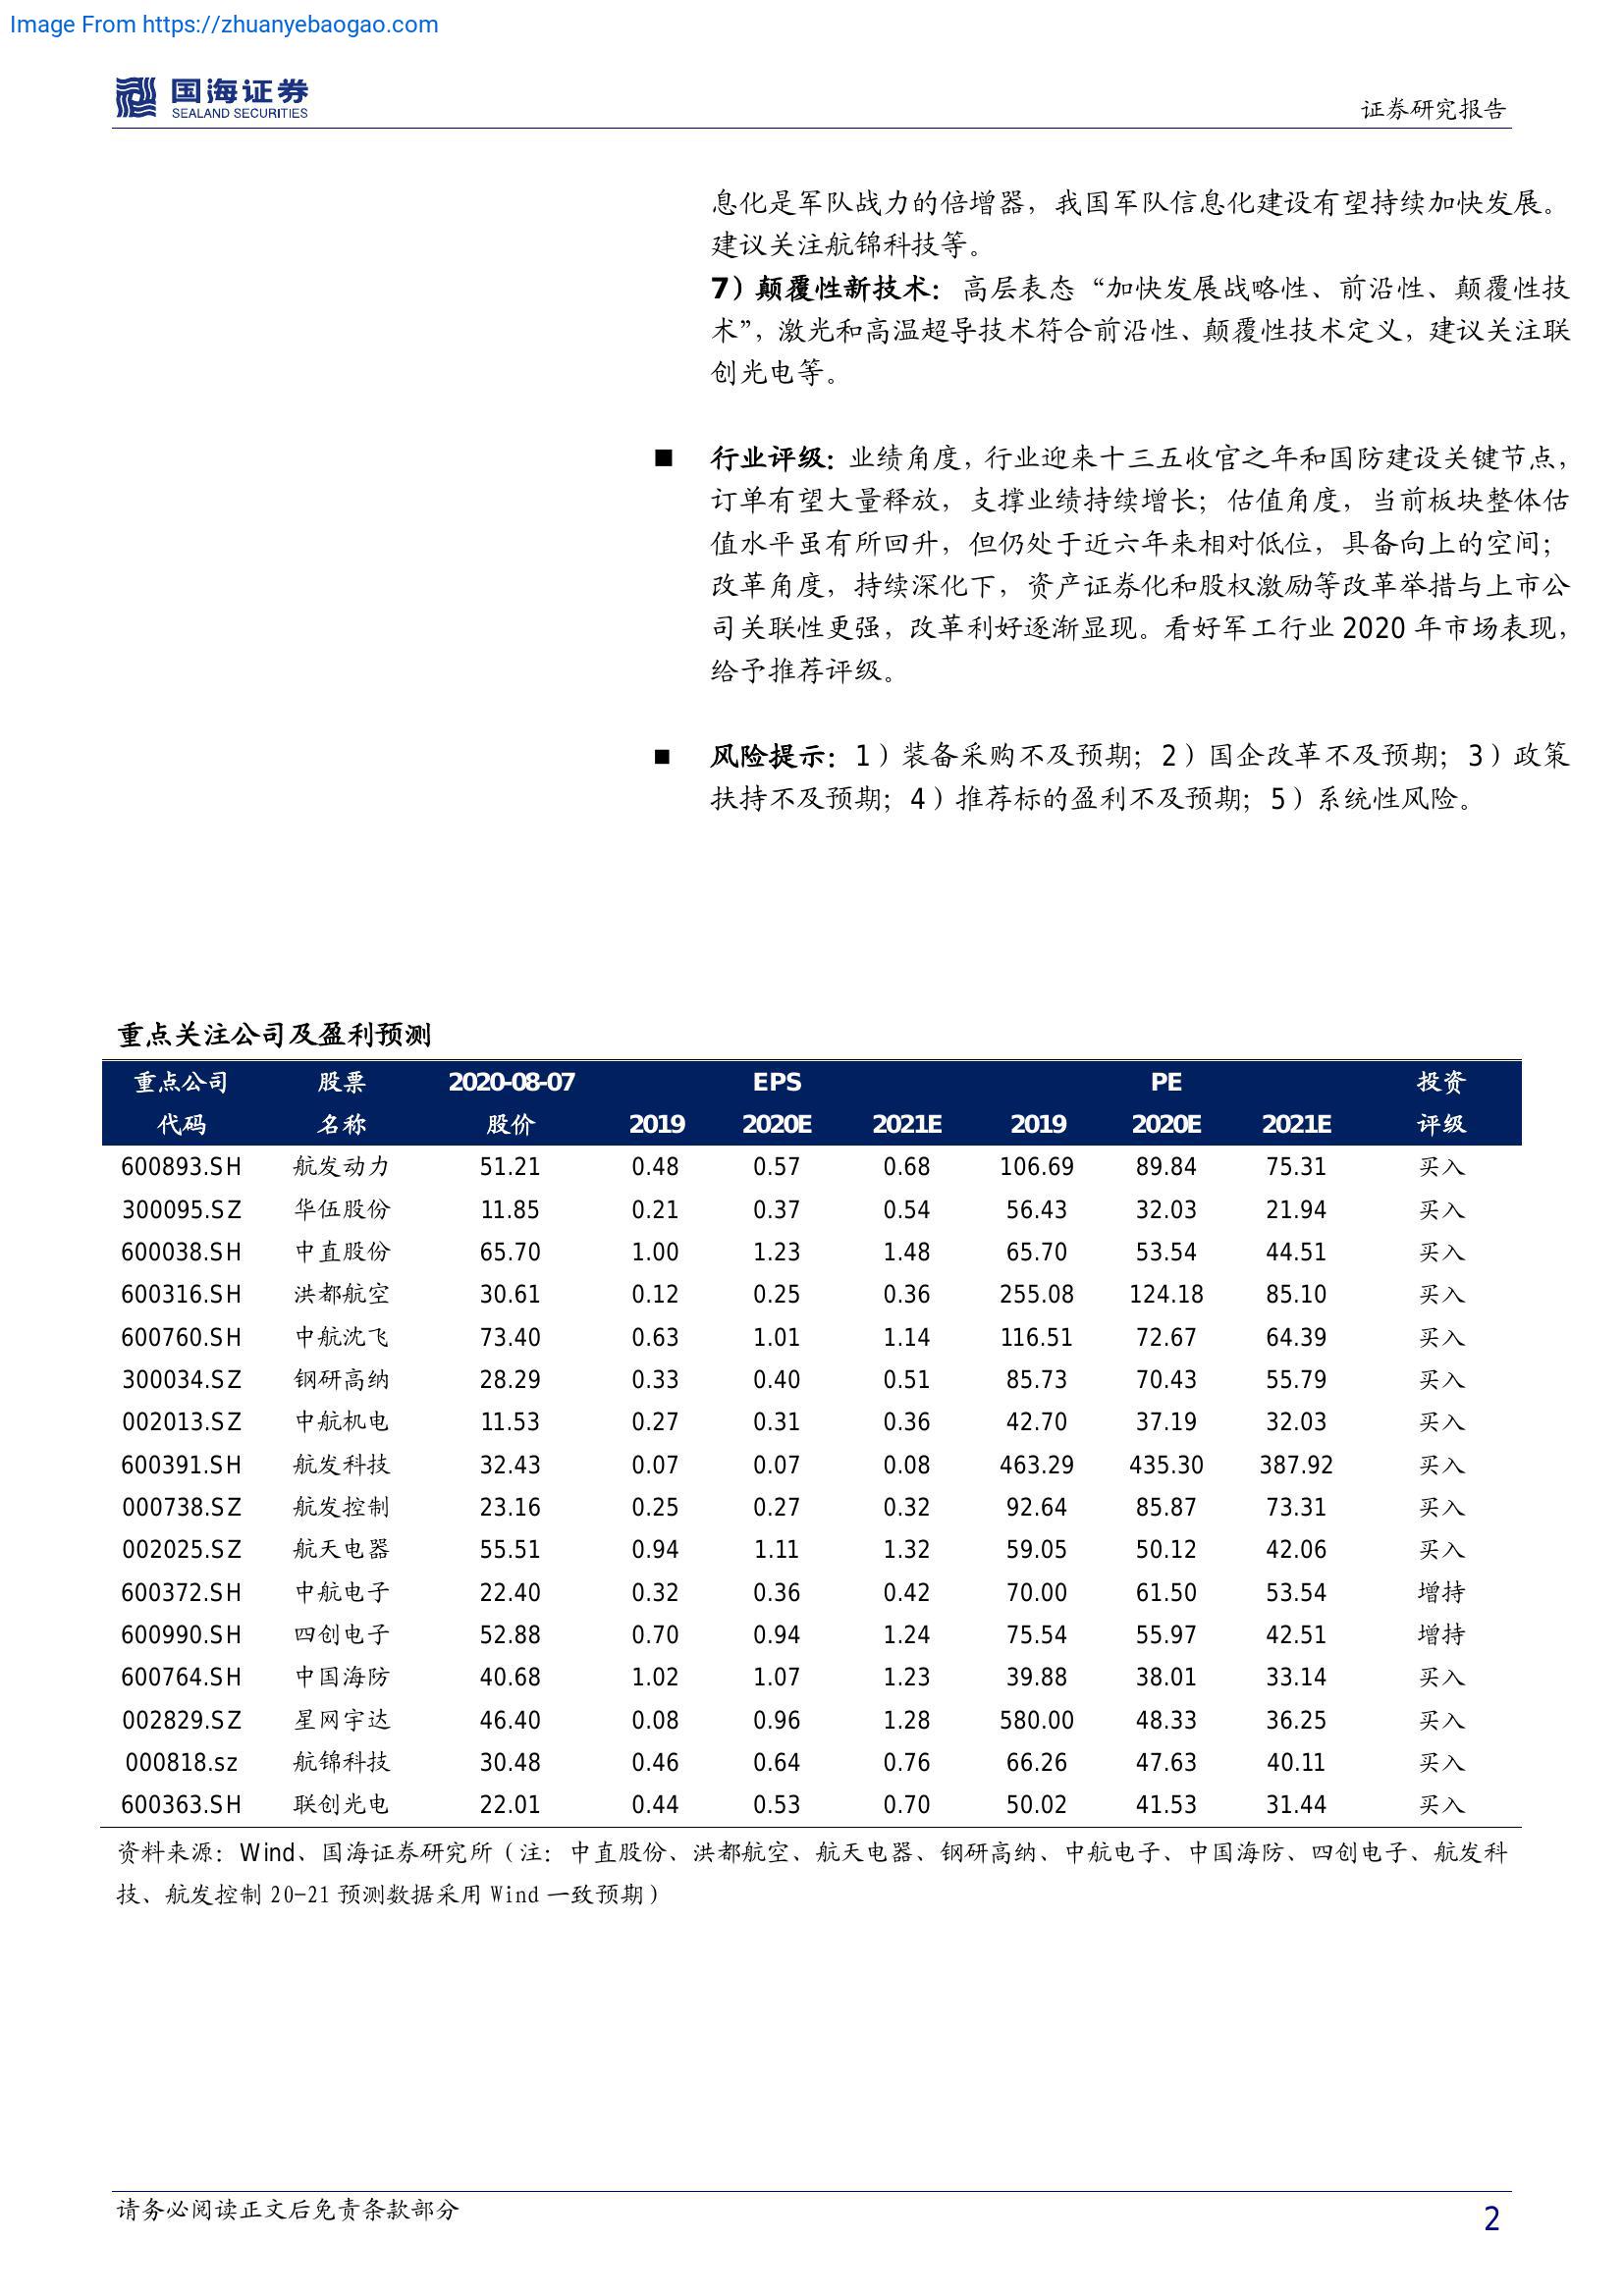 Image From https://zhuanyebaogao.com
国海证券
SEALAND SECURITIES
证券研究报告
息化是军队战力的倍增器，我国军队信息化建设有望持续加快发展。
建议关注航锦科技等。
7）颠覆性新技术：高层表态“加快发展战略性、前沿性、颠覆性技
术”，激光和高温超导技术符合前沿性、颠覆性技术定义，建议关注联
创光电等。
■ 行业评级：业绩角度，行业迎来十三五收官之年和国防建设关键节点，
订单有望大量释放，支撑业绩持续增长；估值角度，当前板块整体估
值水平虽有所回升，但仍处于近六年来相对低位，具备向上的空间；
改革角度，持续深化下，资产证券化和股权激励等改革举措与上市公
司关联性更强，改革利好逐渐显现。看好军工行业 2020 年市场表现，
给予推荐评级。
■ 风险提示：1）装备采购不及预期；2）国企改革不及预期；3）政策
扶持不及预期；4）推荐标的盈利不及预期；5）系统性风险。
重点关注公司及盈利预测
重点公司 股票 2020-08-07 EPS PE 投资
代码 名称 股价 2019 2020E 2021E 2019 2020E 2021E 评级
600893.SH 航发动力 51.21 0.48 0.57 0.68 106.69 89.84 75.31 买入
300095.SZ 华伍股份 11.85 0.21 0.37 0.54 56.43 32.03 21.94 买入
600038.SH 中直股份 65.70 1.00 1.23 1.48 65.70 53.54 44.51 买入
600316.SH 洪都航空 30.61 0.12 0.25 0.36 255.08 124.18 85.10 买入
600760.SH 中航沈飞 73.40 0.63 1.01 1.14 116.51 72.67 64.39 买入
300034.SZ 钢研高纳 28.29 0.33 0.40 0.51 85.73 70.43 55.79 买入
002013.SZ 中航机电 11.53 0.27 0.31 0.36 42.70 37.19 32.03 买入
600391.SH 航发科技 32.43 0.07 0.07 0.08 463.29 435.30 387.92 买入
000738.SZ 航发控制 23.16 0.25 0.27 0.32 92.64 85.87 73.31 买入
002025.SZ 航天电器 55.51 0.94 1.11 1.32 59.05 50.12 42.06 买入
600372.SH 中航电子 22.40 0.32 0.36 0.42 70.00 61.50 53.54 增持
600990.SH 四创电子 52.88 0.70 0.94 1.24 75.54 55.97 42.51 增持
600764.SH 中国海防 40.68 1.02 1.07 1.23 39.88 38.01 33.14 买入
002829.SZ 星网宇达 46.40 0.08 0.96 1.28 580.00 48.33 36.25 买入
000818.sz 航锦科技 30.48 0.46 0.64 0.76 66.26 47.63 40.11 买入
600363.SH 联创光电 22.01 0.44 0.53 0.70 50.02 41.53 31.44 买入
资料来源：Wind、国海证券研究所（注：中直股份、洪都航空、航天电器、钢研高纳、中航电子、中国海防、四创电子、航发科
技、航发控制 20-21 预测数据采用 Wind 一致预期）
请务必阅读正文后免责条款部分
2